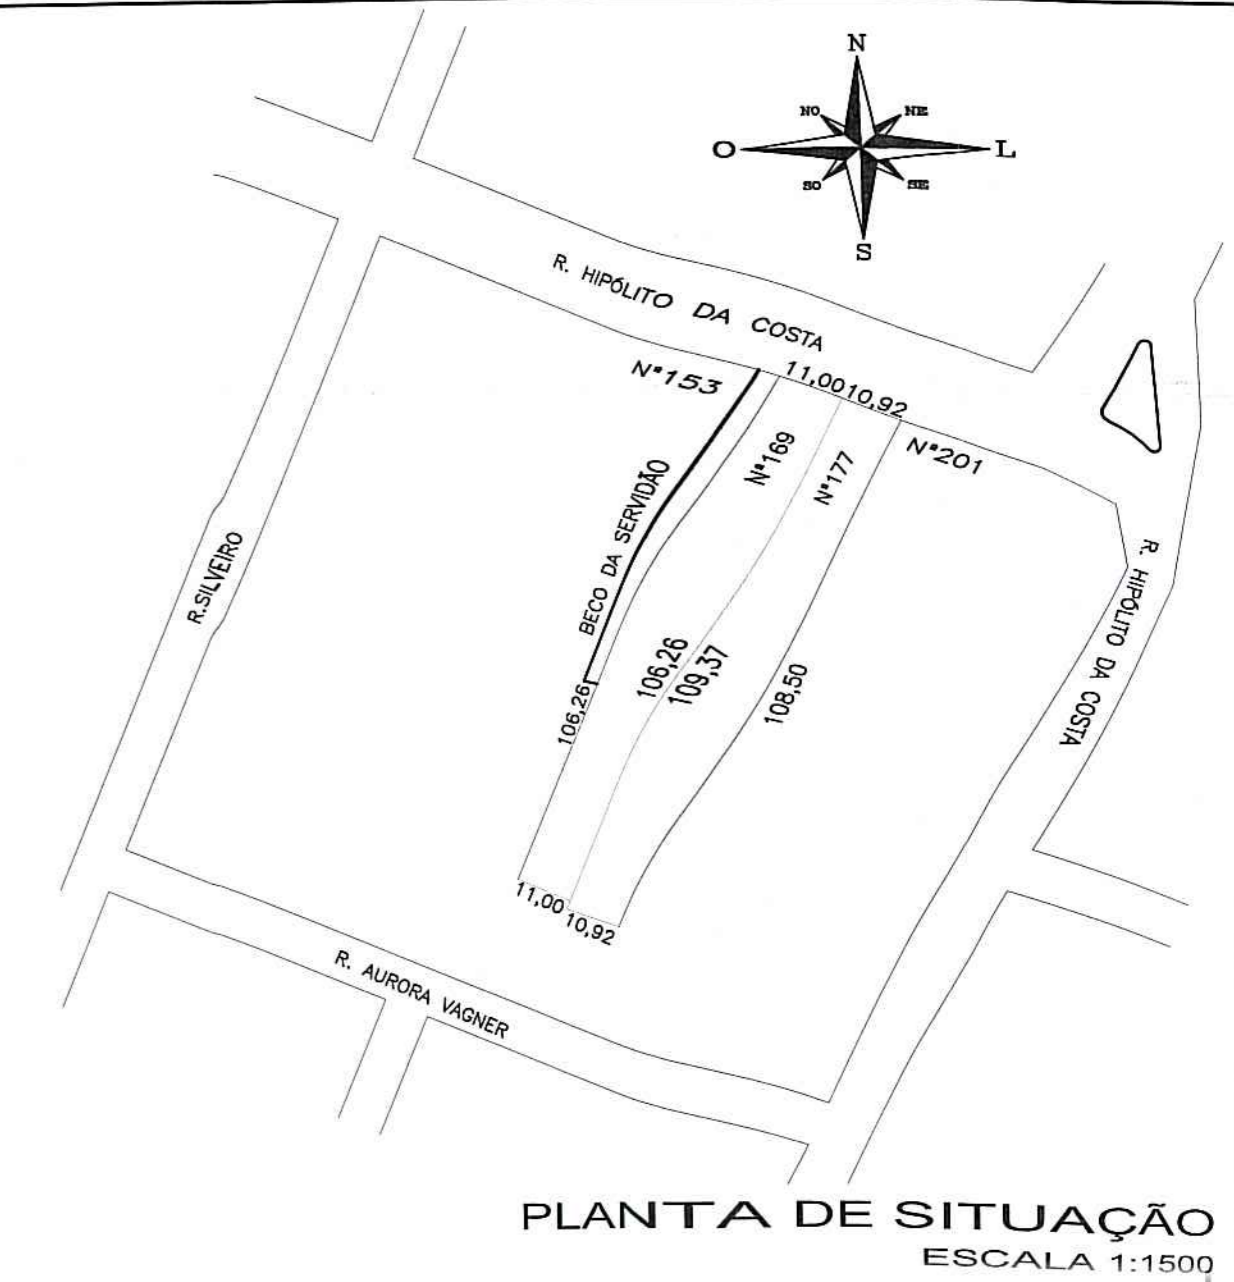 N
NO
NE
O
L
SO
SE
S
R. HIPÓLITO DA COSTA
N°153
11,00
10,92
N°169
N°177
N°201
BECO DA SERVIDÃO
R.SILVEIRO
R. HIPÓLITO DA COSTA
106,26
109,37
108,50
106,26
11,00
10,92
R. AURORA VAGNER
PLANTA DE SITUAÇÃO
ESCALA 1:1500